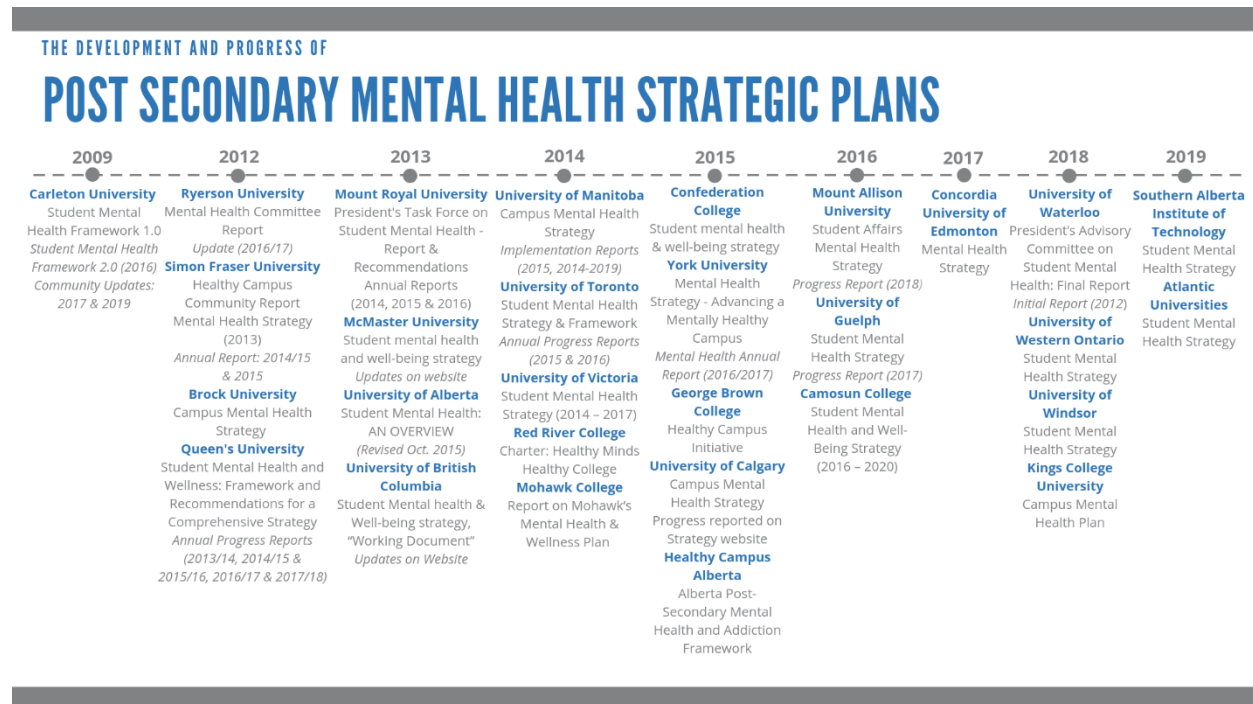 THE DEVELOPMENT AND PROGRESS OF
POST SECONDARY MENTAL HEALTH STRATEGIC PLANS
2009
Carleton University
Student Mental
Health Framework 1.0
Student Mental Health
Framework 2.0 (2016)
Community Updates:
2017 & 2019
2012
Ryerson University
Mental Health Committee
Report
Update (2016/17)
Simon Fraser University
Healthy Campus
Community Report
Mental Health Strategy
(2013)
Annual Report: 2014/15
& 2015
Brock University
Campus Mental Health
Strategy
Queen's University
Student Mental Health and
Wellness: Framework and
Recommendations for a
Comprehensive Strategy
Annual Progress Reports
(2013/14, 2014/15 &
2015/16, 2016/17 & 2017/18)
2013
Mount Royal University
President's Task Force on
Student Mental Health -
Report &
Recommendations
Annual Reports
(2014, 2015 & 2016)
McMaster University
Student mental health
and well-being strategy
Updates on website
University of Alberta
Student Mental Health:
AN OVERVIEW
(Revised Oct. 2015)
University of British
Columbia
Student Mental health &
Well-being strategy,
“Working Document”
Updates on Website
2014
University of Manitoba
Campus Mental Health
Strategy
Implementation Reports
(2015, 2014-2019)
University of Toronto
Student Mental Health
Strategy & Framework
Annual Progress Reports
(2015 & 2016)
University of Victoria
Student Mental Health
Strategy (2014 – 2017)
Red River College
Charter: Healthy Minds
Healthy College
Mohawk College
Report on Mohawk’s
Mental Health &
Wellness Plan
2015
Confederation
College
Student mental health
& well-being strategy
York University
Mental Health
Strategy - Advancing a
Mentally Healthy
Campus
Mental Health Annual
Report (2016/2017)
George Brown
College
Healthy Campus
Initiative
University of Calgary
Campus Mental
Health Strategy
Progress reported on
Strategy website
Healthy Campus
Alberta
Alberta Post-
Secondary Mental
Health and Addiction
Framework
2016
Mount Allison
University
Student Affairs
Mental Health
Strategy
Progress Report (2018)
University of
Guelph
Student Mental
Health Strategy
Progress Report (2017)
Camosun College
Student Mental
Health and Well-
Being Strategy
(2016 – 2020)
2017
Concordia
University of
Edmonton
Mental Health
Strategy
2018
University of
Waterloo
President’s Advisory
Committee on
Student Mental
Health: Final Report
Initial Report (2012)
University of
Western Ontario
Student Mental
Health Strategy
University of
Windsor
Student Mental
Health Strategy
Kings College
University
Campus Mental
Health Plan
2019
Southern Alberta
Institute of
Technology
Student Mental
Health Strategy
Atlantic
Universities
Student Mental
Health Strategy